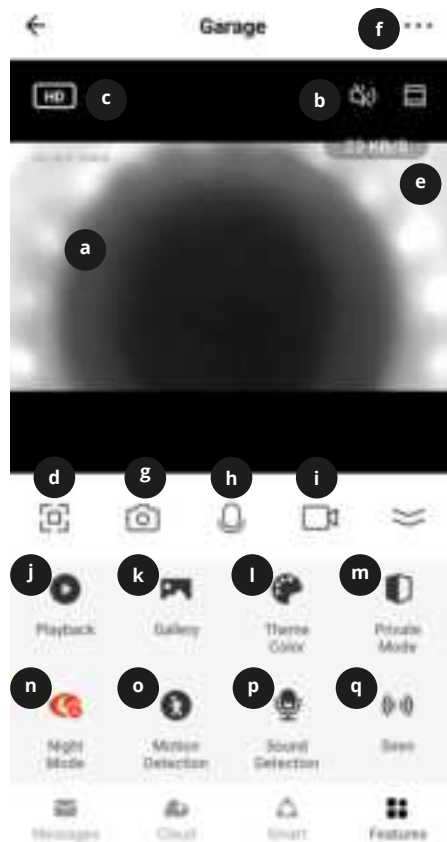 Garage
f
HD
c
b
e
a
d
g
h
i
j
k
l
m
Playback
Gallery
Theme
Color
Private
Mode
n
o
p
q
Night
Mode
Motion
Detection
Sound
Detection
Siren
Messages
Cloud
Smart
Features